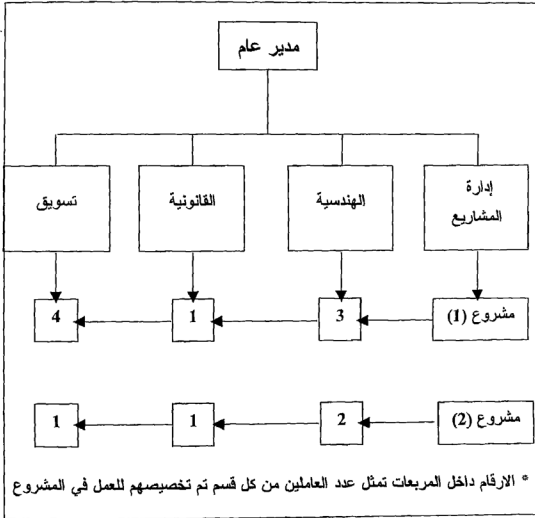 مدير عام
إدارة المشاريع
الهندسية
القانونية
تسويق
مشروع (1)
3
1
4
مشروع (2)
2
1
1
* الارقام داخل المربعات تمثل عدد العاملين من كل قسم تم تخصيصهم للعمل في المشروع